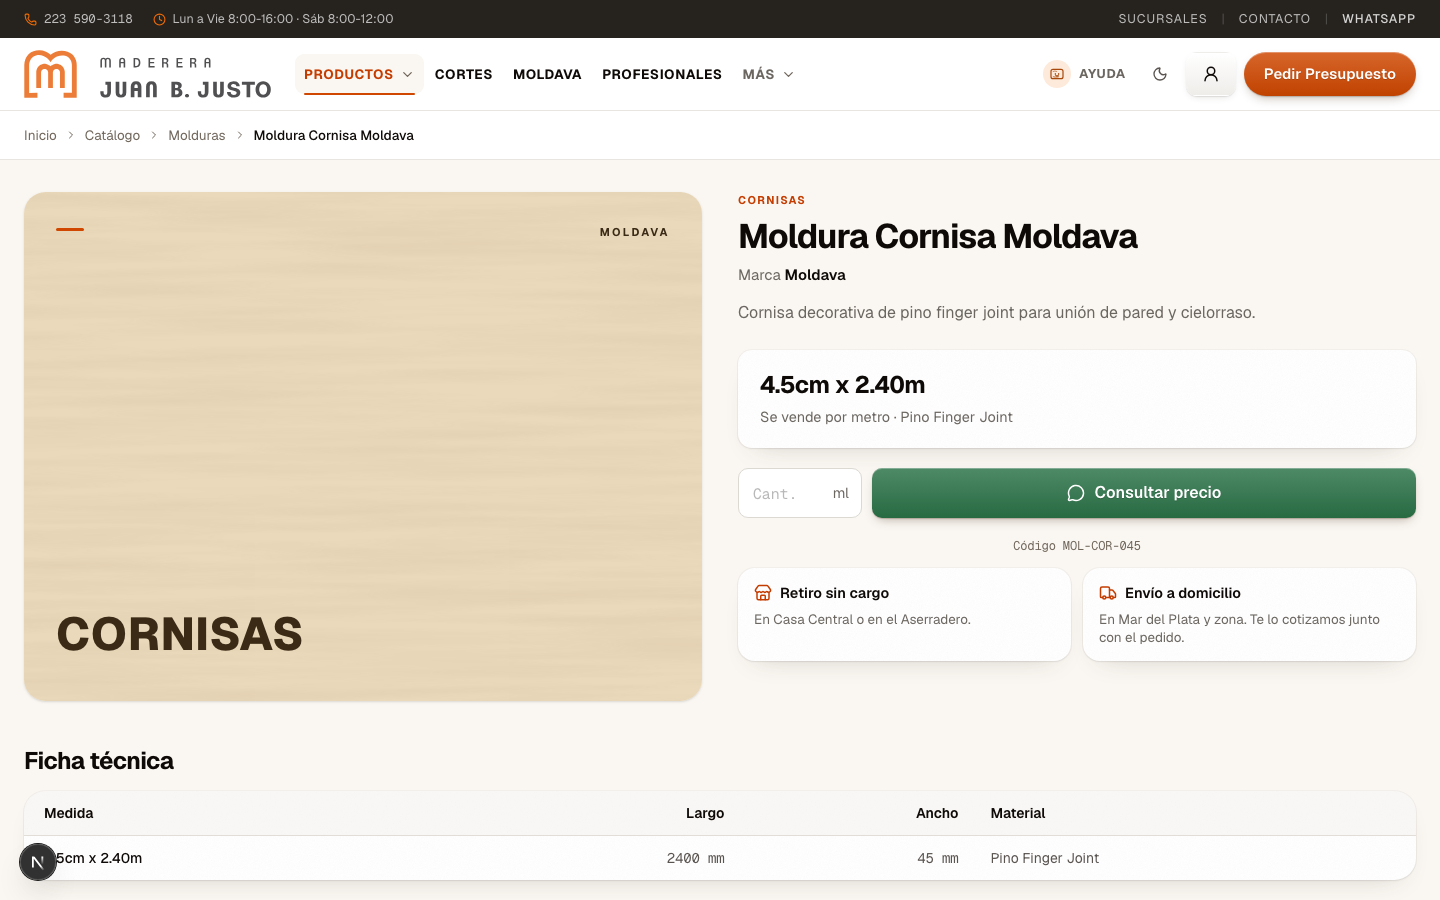 223 590-3118 Lun a Vie 8:00-16:00 · Sáb 8:00-12:00 SUCURSALES CONTACTO WHATSAPP
MADERERA
JUAN B. JUSTO
PRODUCTOS CORTES MOLDAVA PROFESIONALES MÁS AYUDA Pedir Presupuesto
Inicio Catálogo Molduras Moldura Cornisa Moldava
MOLDAVA
CORNISAS
CORNISAS
Moldura Cornisa Moldava
Marca Moldava
Cornisa decorativa de pino finger joint para unión de pared y cielorraso.
4.5cm x 2.40m
Se vende por metro · Pino Finger Joint
Cant. ml Consultar precio
Código MOL-COR-045
Retiro sin cargo
En Casa Central o en el Aserradero.
Envío a domicilio
En Mar del Plata y zona. Te lo cotizamos junto
con el pedido.
Ficha técnica
Medida Largo Ancho Material
5cm x 2.40m 2400 mm 45 mm Pino Finger Joint
N